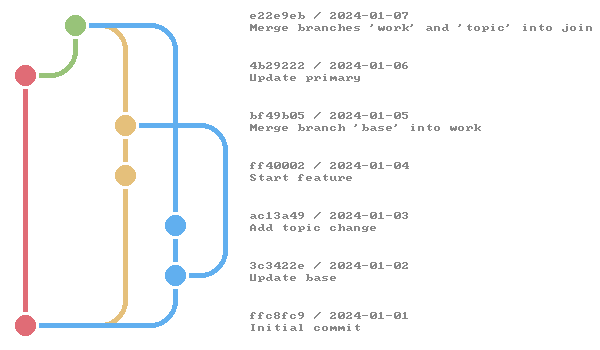 e22e9eb / 2024-01-07
Merge branches 'work' and 'topic' into join
4b29222 / 2024-01-06
Update primary
bf49b05 / 2024-01-05
Merge branch 'base' into work
ff40002 / 2024-01-04
Start feature
ac13a49 / 2024-01-03
Add topic change
3c3422e / 2024-01-02
Update base
ffc8fc9 / 2024-01-01
Initial commit